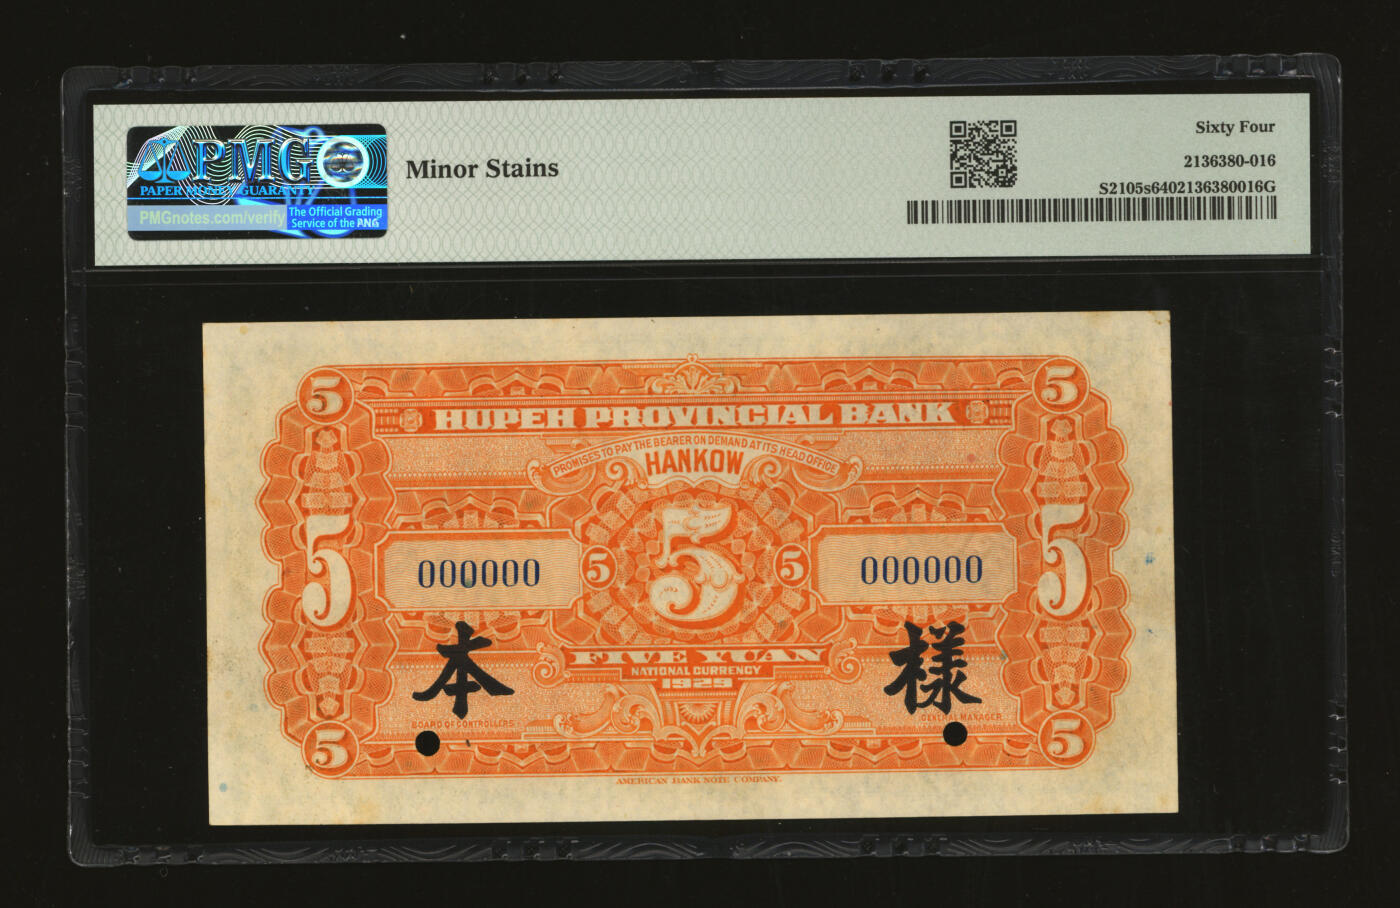 PMG
PAPER MONEY GUARANTY
PMGnotes.com/verify
The Official Grading
Service of the PNG
Minor Stains
Sixty Four
2136380-016
S2105s6402136380016G
5 5
HUPEH PROVINCIAL BANK
PROMISES TO PAY THE BEARER ON DEMAND AT ITS HEAD OFFICE
HANKOW
5 5 5 5 5
000000 000000
本 樣
FIVE YUAN
NATIONAL CURRENCY
1929
BOARD OF CONTROLLERS GENERAL MANAGER
5 5
AMERICAN BANK NOTE COMPANY.